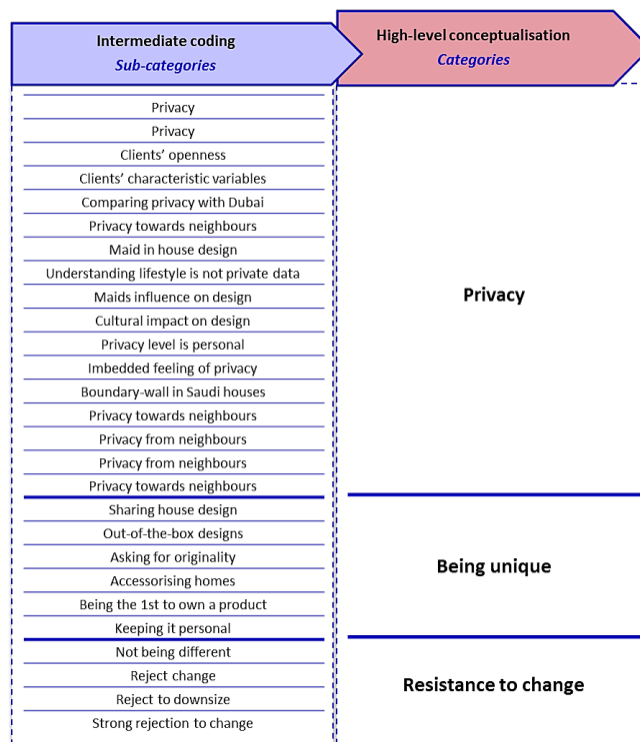 Intermediate coding
Sub-categories
High-level conceptualisation
Categories
Privacy
Privacy
Clients' openness
Clients' characteristic variables
Comparing privacy with Dubai
Privacy towards neighbours
Maid in house design
Understanding lifestyle is not private data
Maids influence on design
Cultural impact on design
Privacy level is personal
Imbedded feeling of privacy
Boundary-wall in Saudi houses
Privacy towards neighbours
Privacy from neighbours
Privacy from neighbours
Privacy towards neighbours
Privacy
Sharing house design
Out-of-the-box designs
Asking for originality
Accessorising homes
Being the 1st to own a product
Keeping it personal
Being unique
Not being different
Reject change
Reject to downsize
Strong rejection to change
Resistance to change